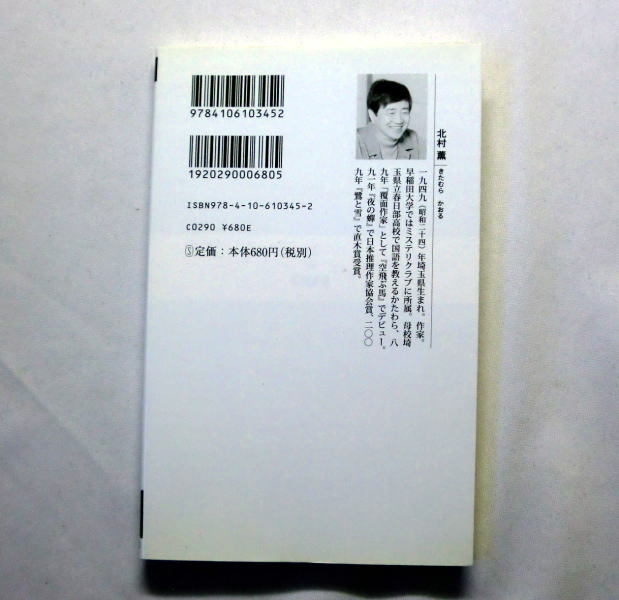 9784106103452
1920290006805
ISBN978-4-10-610345-2
C0290 ¥680E
Ⓢ定価：本体680円（税別）
北村 薫
きたむら かおる
一九四九（昭和二十四）年埼玉県生まれ。作家。
早稲田大学ではミステリクラブに所属。母校埼
玉県立春日部高校で国語を教えるかたわら、八
九年「覆面作家」として『空飛ぶ馬』でデビュー。
九一年『夜の蟬』で日本推理作家協会賞、二〇〇
九年『鷺と雪』で直木賞受賞。